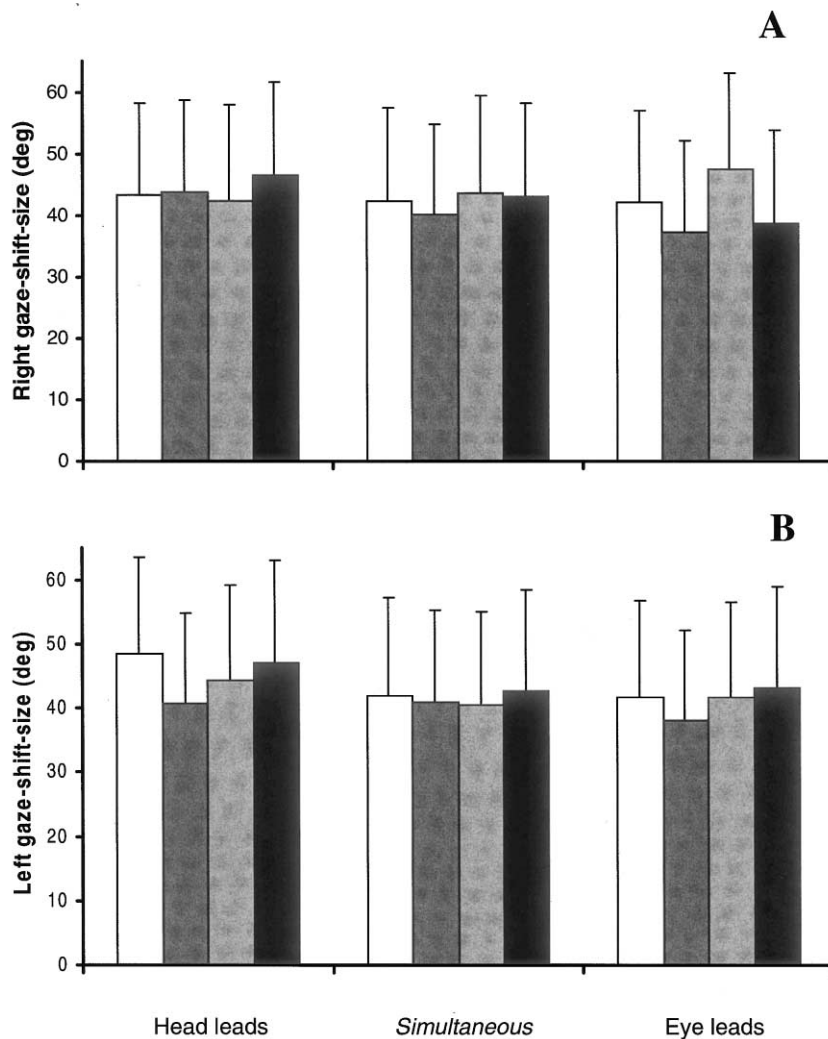 A
Right gaze-shift-size (deg)
60
50
40
30
20
10
0
B
Left gaze-shift-size (deg)
60
50
40
30
20
10
0
Head leads
Simultaneous
Eye leads